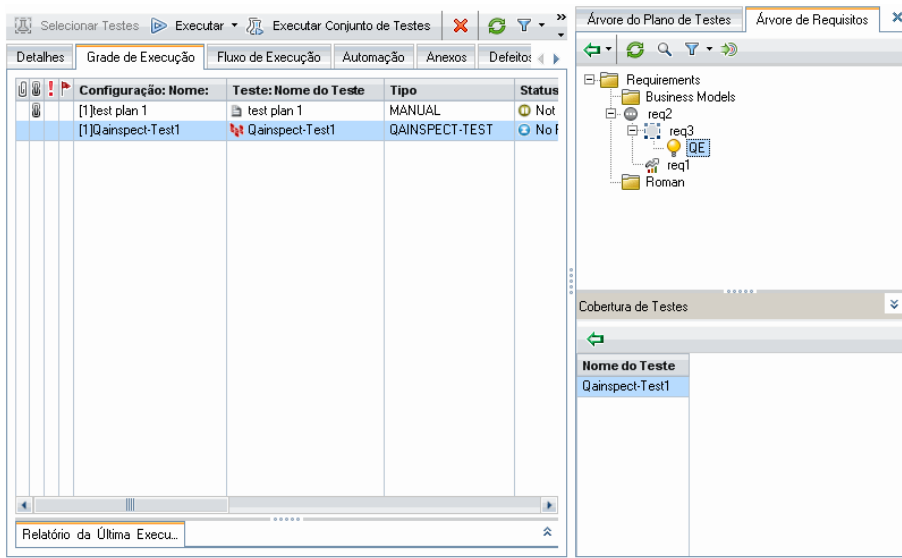 Selecionar Testes Executar Executar Conjunto de Testes
Detalhes Grade de Execução Fluxo de Execução Automação Anexos
Configuração: Nome: Teste: Nome do Teste Tipo Status
[1]test plan 1 test plan 1 MANUAL Not
[1]Qainspect-Test1 Qainspect-Test1 QAINSPECT-TEST No
Relatório da Última Execu...
Árvore do Plano de Testes Árvore de Requisitos
Requirements
Business Models
req2
req3
QE
req1
Roman
Cobertura de Testes
Nome do Teste
Qainspect-Test1